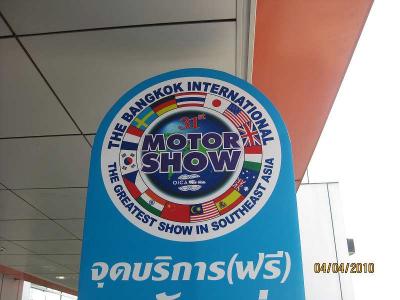 THE BANGKOK INTERNATIONAL
31st
MOTOR
SHOW
OICA
THE GREATEST SHOW IN SOUTHEAST ASIA
จุดบริการ(ฟรี)
04/04/2010